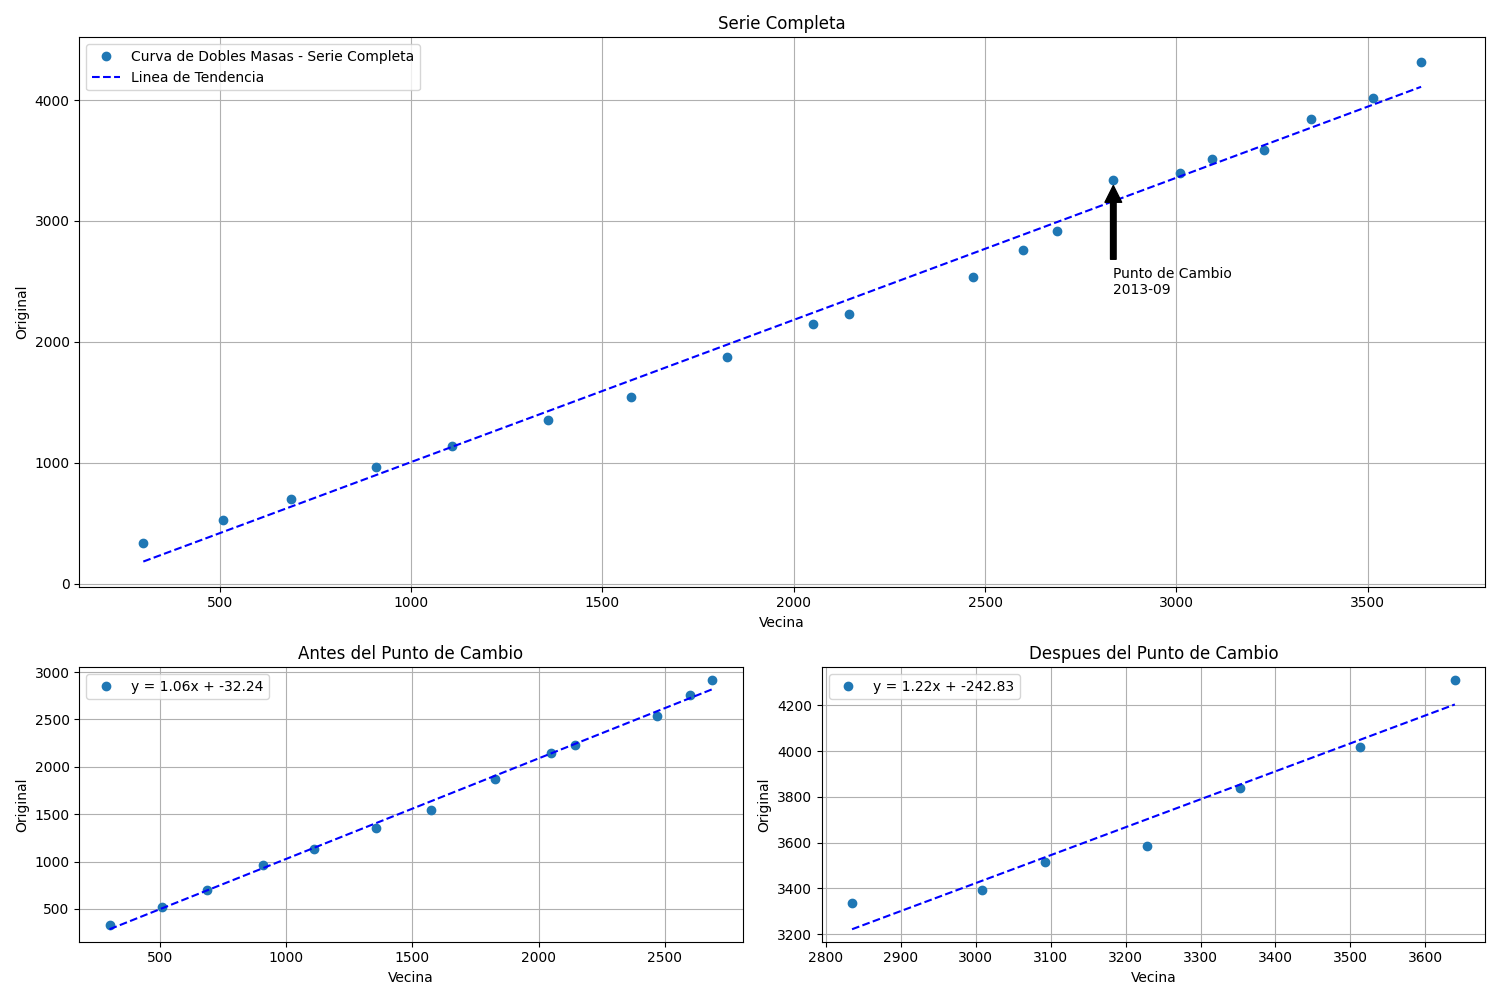 Serie Completa
Curva de Dobles Masas - Serie Completa
Linea de Tendencia
4000
3000
2000
1000
0
Original
Punto de Cambio
2013-09
500 1000 1500 2000 2500 3000 3500
Vecina
Antes del Punto de Cambio
y = 1.06x + -32.24
3000
2500
2000
1500
1000
500
Original
500 1000 1500 2000 2500
Vecina
Despues del Punto de Cambio
y = 1.22x + -242.83
4200
4000
3800
3600
3400
3200
Original
2800 2900 3000 3100 3200 3300 3400 3500 3600
Vecina